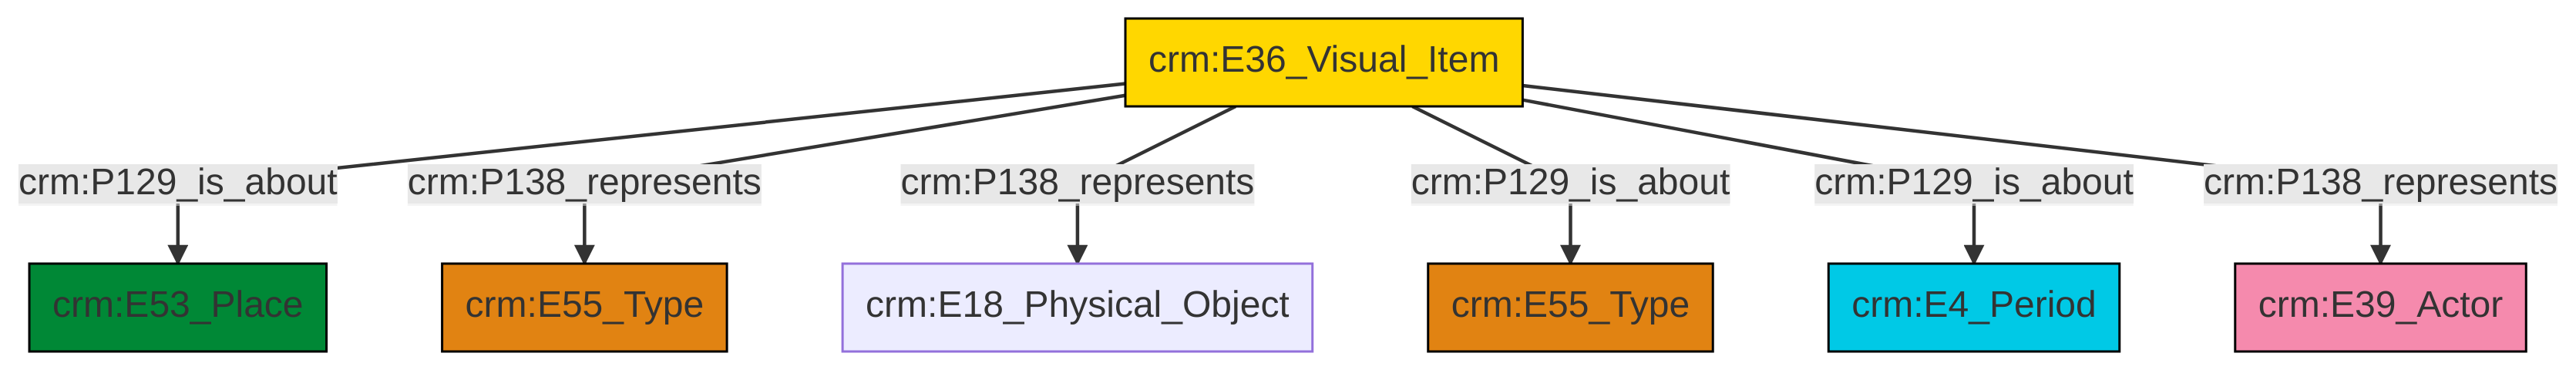 crm:E36_Visual_Item
crm:P129_is_about
crm:P138_represents
crm:P138_represents
crm:P129_is_about
crm:P129_is_about
crm:P138_represents
crm:E53_Place
crm:E55_Type
crm:E18_Physical_Object
crm:E55_Type
crm:E4_Period
crm:E39_Actor